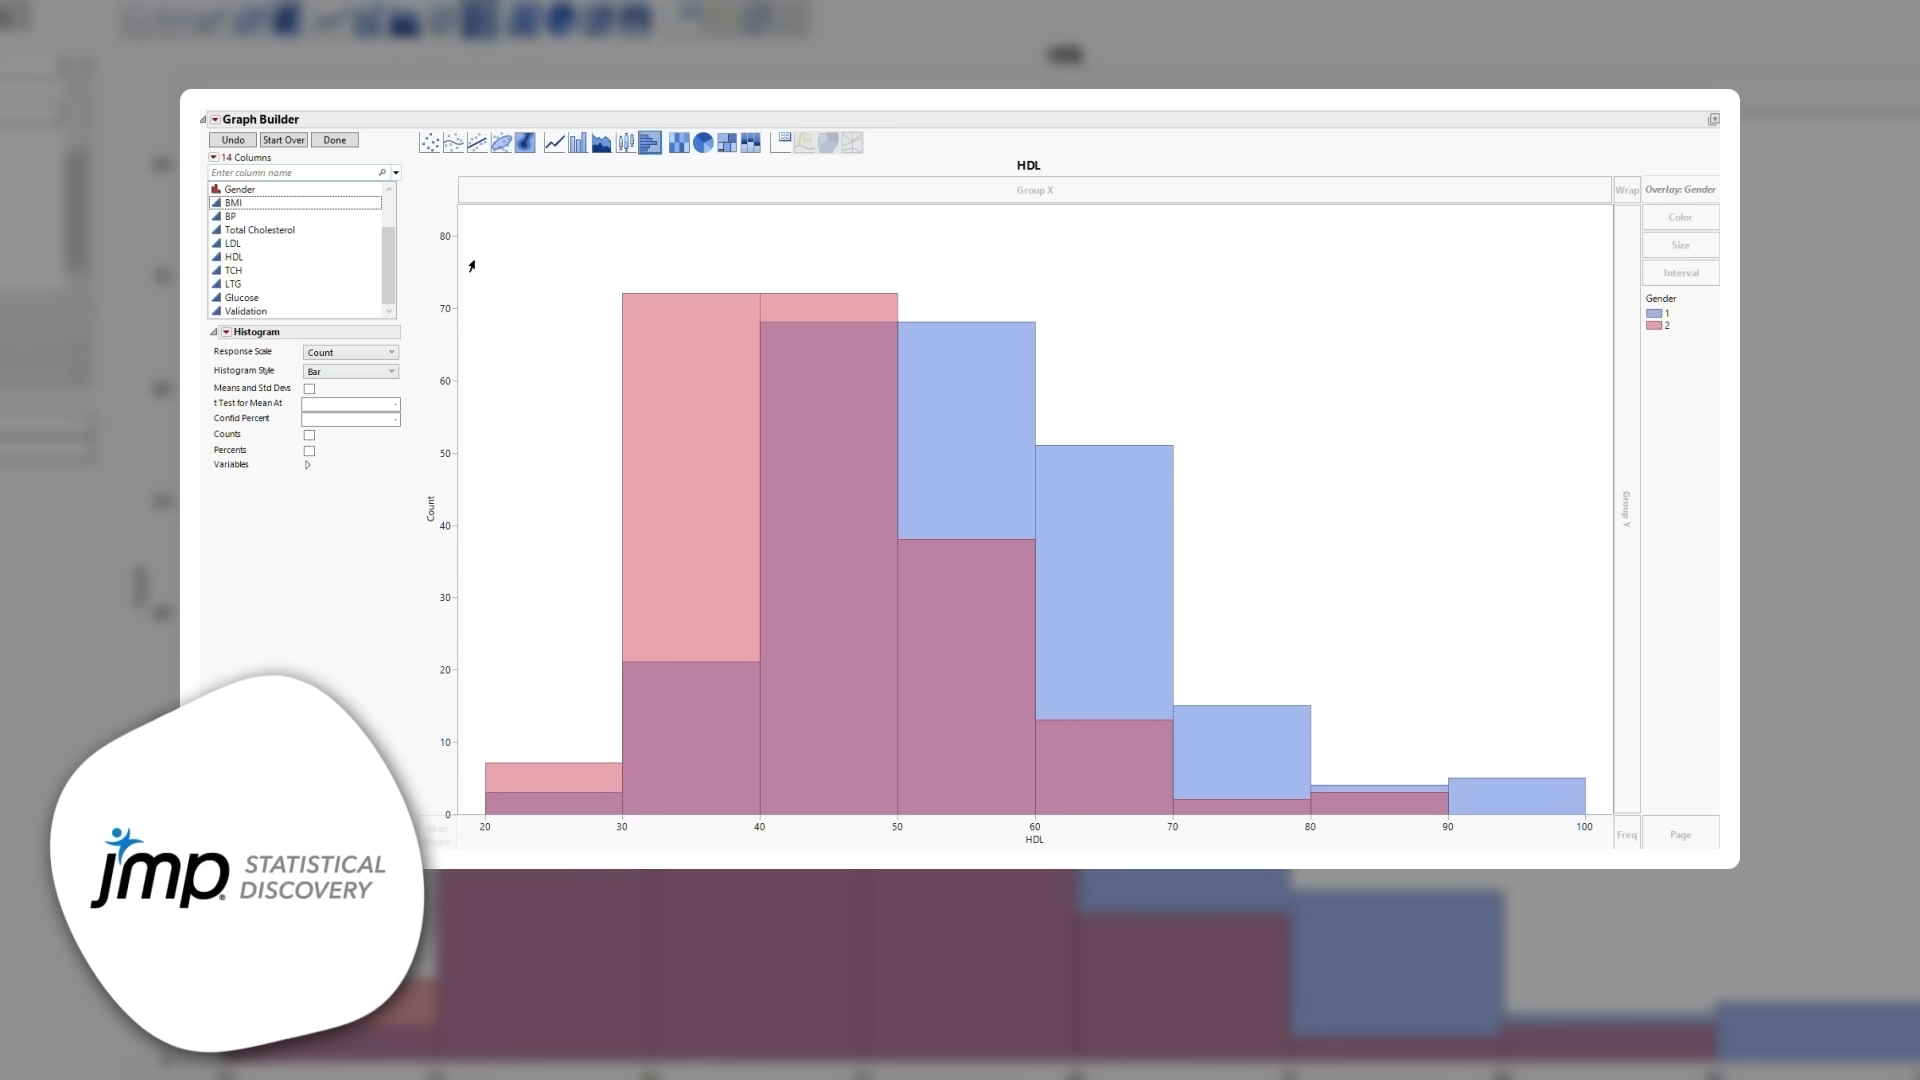 Graph Builder
Undo Start Over Done
14 Columns
Enter column name
Gender
BMI
BP
Total Cholesterol
LDL
HDL
TCH
LTG
Glucose
Validation
Histogram
Response Scale Count
Histogram Style Bar
Means and Std Devs
t Test for Mean At
Confid Percent
Counts
Percents
Variables
HDL
Group X
Wrap
Overlay: Gender
Color
Size
Interval
Gender
1
2
Group Y
80
70
60
50
40
30
20
10
0
Count
20 30 40 50 60 70 80 90 100
HDL
Map
Shape
Freq
Page
jmp STATISTICAL
DISCOVERY